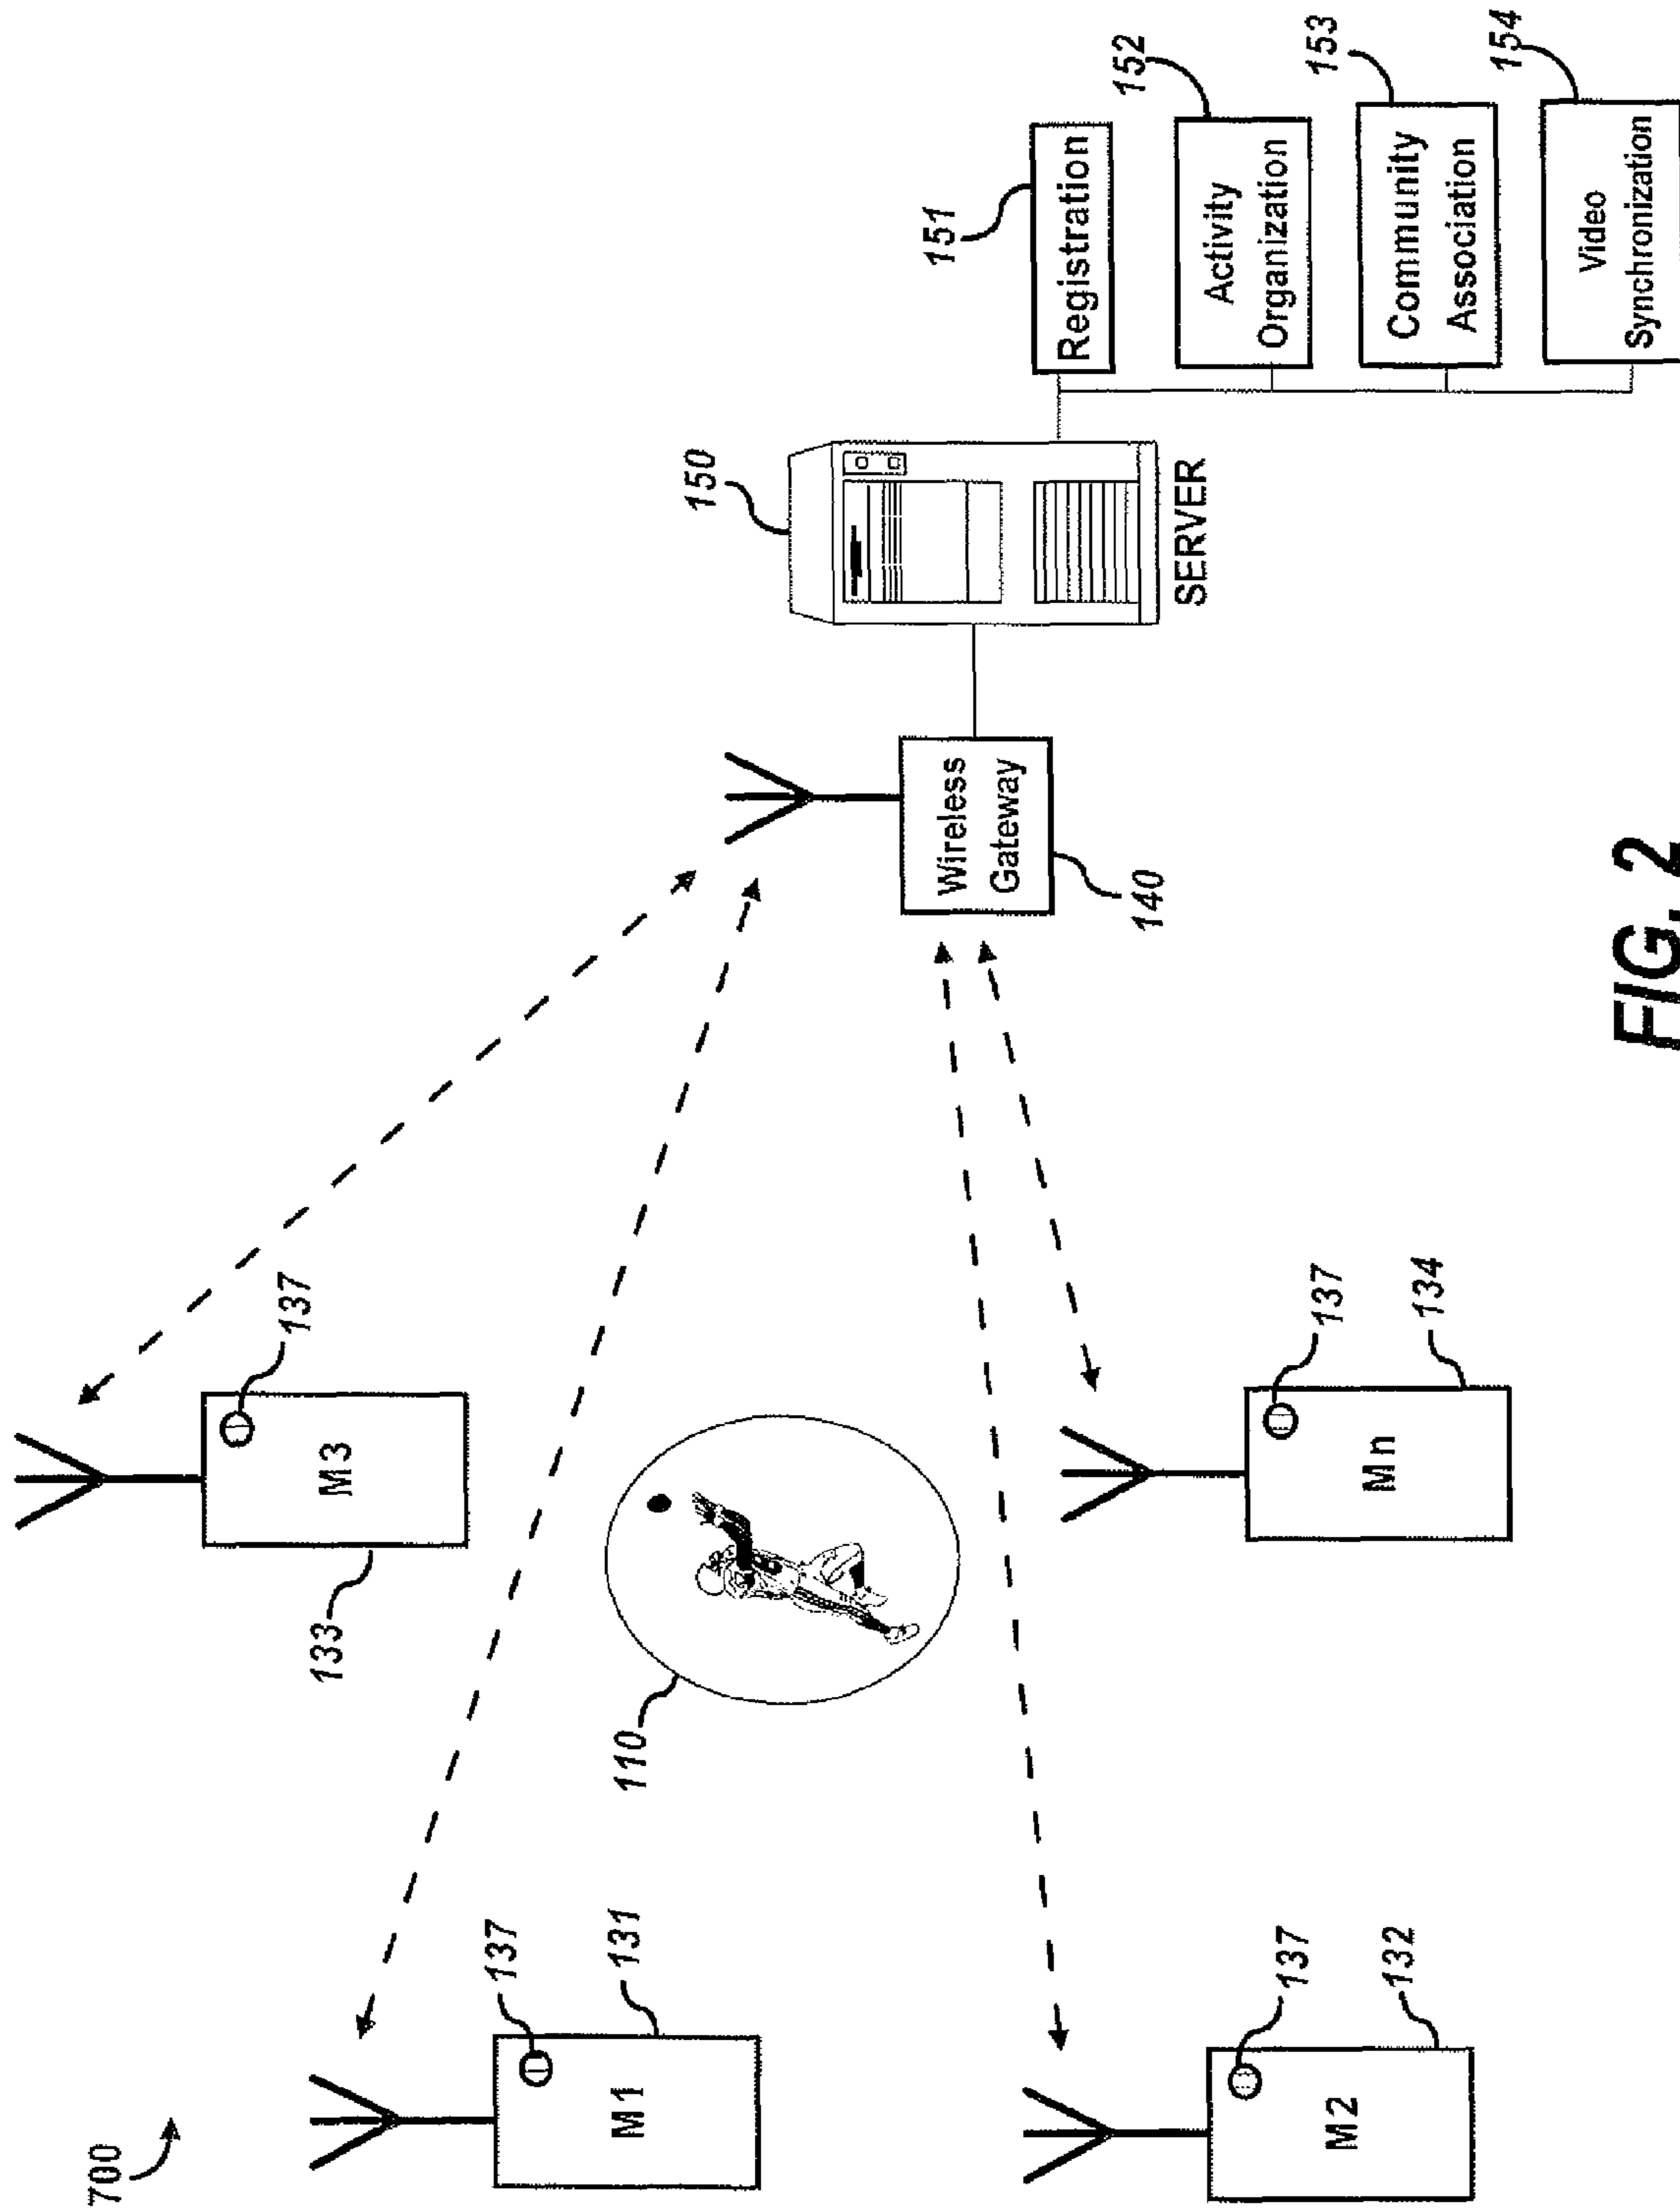 700
M1
137
131
M2
137
132
M3
137
133
Mn
137
134
110
Wireless
Gateway
140
150
SERVER
Registration
151
Activity
Organization
152
Community
Association
153
Video
Synchronization
154
FIG. 2